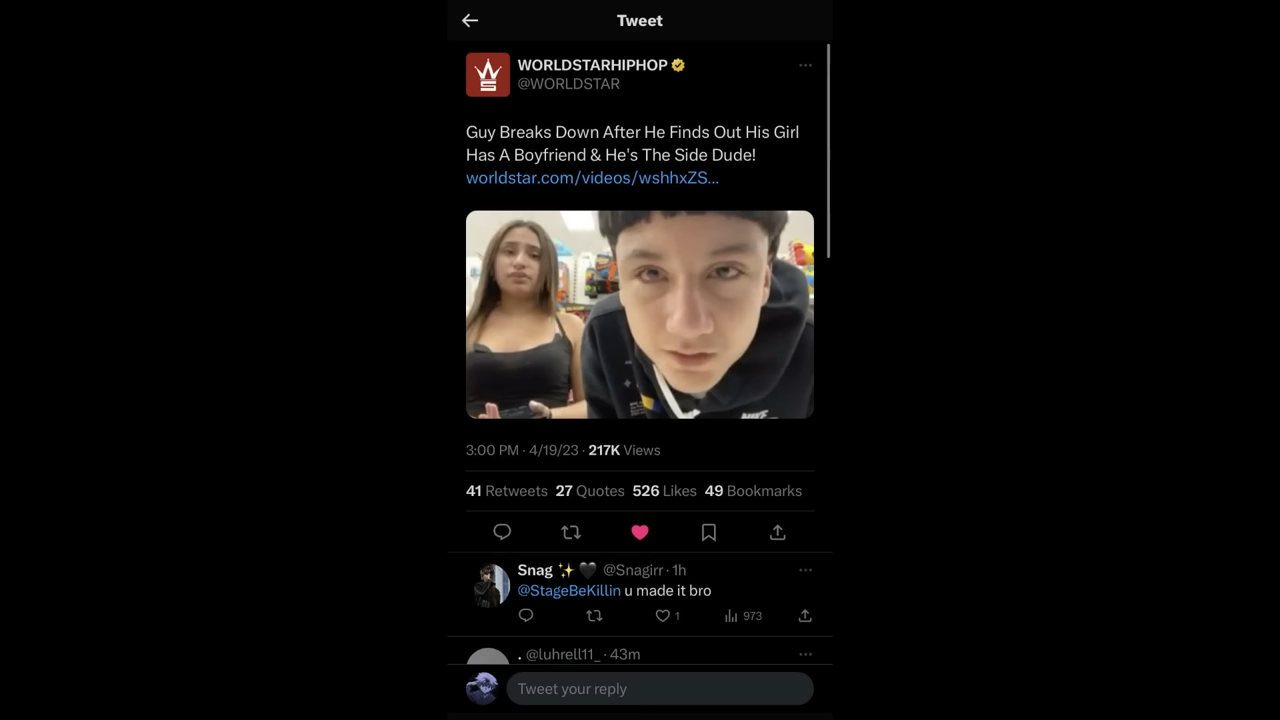 Tweet
WORLDSTARHIPHOP
@WORLDSTAR
Guy Breaks Down After He Finds Out His Girl
Has A Boyfriend & He's The Side Dude!
worldstar.com/videos/wshhxZS...
NIKE
3:00 PM · 4/19/23 · 217K Views
41 Retweets 27 Quotes 526 Likes 49 Bookmarks
Snag ✨ 🖤 @Snagirr · 1h
@StageBeKillin u made it bro
1 973
. @luhrell11_ · 43m
Tweet your reply